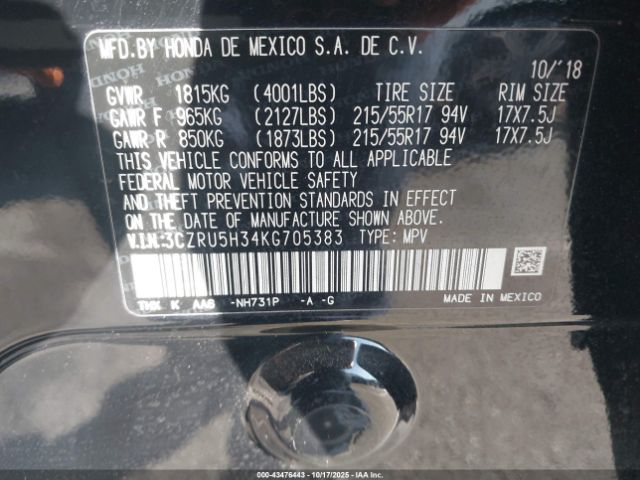 MFD.BY HONDA DE MEXICO S.A. DE C.V.
10/'18
GVWR 1815KG (4001LBS) TIRE SIZE RIM SIZE
GAWR F 965KG (2127LBS) 215/55R17 94V 17X7.5J
GAWR R 850KG (1873LBS) 215/55R17 94V 17X7.5J
THIS VEHICLE CONFORMS TO ALL APPLICABLE
FEDERAL MOTOR VEHICLE SAFETY
AND THEFT PREVENTION STANDARDS IN EFFECT
ON THE DATE OF MANUFACTURE SHOWN ABOVE.
V.I.N:3CZRU5H34KG705383 TYPE: MPV
K AAG -NH731P -A -G MADE IN MEXICO
000-43476443 - 10/17/2025 - IAAI.COM